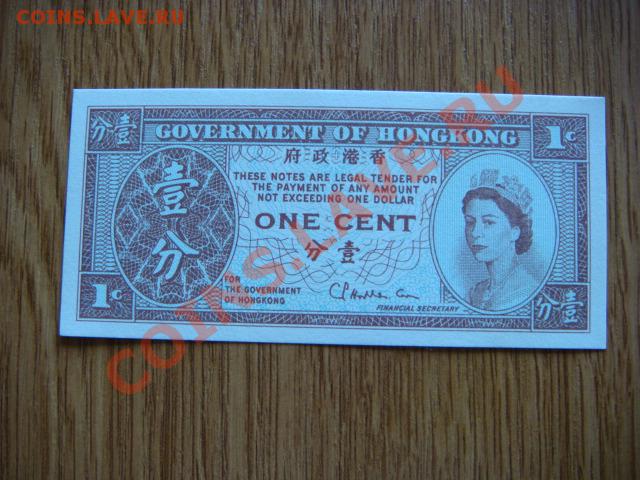 COINS.LAVE.RU
分壹
GOVERNMENT OF HONGKONG
1c
府政港香
THESE NOTES ARE LEGAL TENDER FOR
THE PAYMENT OF ANY AMOUNT
NOT EXCEEDING ONE DOLLAR
ONE CENT
分壹
壹
分
FOR
THE GOVERNMENT
OF HONGKONG
FINANCIAL SECRETARY
1c
分壹
COINS.LAVE.RU